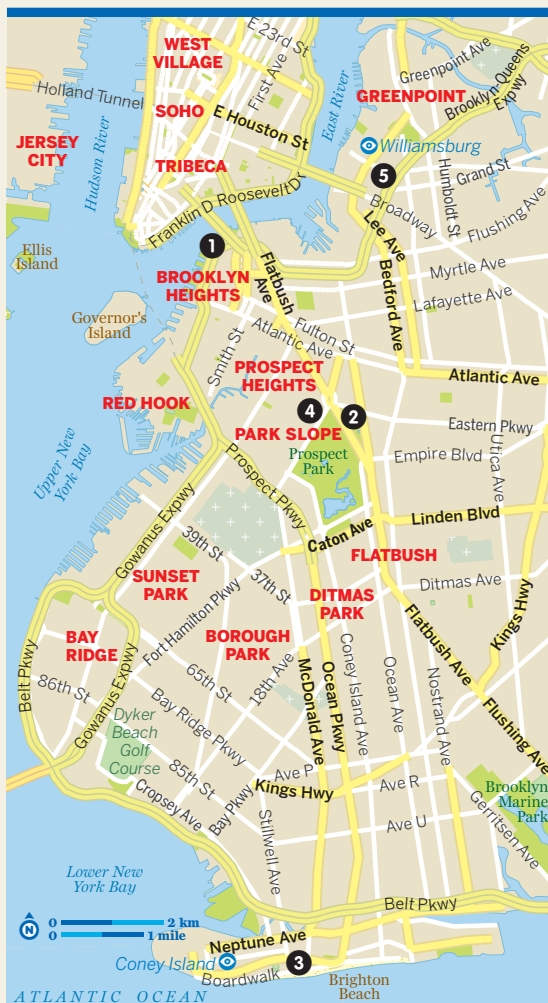 E 23rd St
WEST
VILLAGE
First Ave
Greenpoint Ave
Holland Tunnel
SOHO
E Houston St
East River
GREENPOINT
Brooklyn-Queens
Expwy
JERSEY
CITY
Hudson River
TRIBECA
Williamsburg
5
Humboldt St
Grand St
Franklin D Roosevelt Dr
Broadway
Flushing Ave
Lee Ave
Ellis
Island
1
BROOKLYN
HEIGHTS
Flatbush
Ave
Bedford Ave
Myrtle Ave
Lafayette Ave
Governor's
Island
Smith St
Atlantic Ave
Fulton St
PROSPECT
HEIGHTS
Atlantic Ave
RED HOOK
4
2
PARK SLOPE
Eastern Pkwy
Prospect
Park
Empire Blvd
Utica Ave
Upper New
York Bay
Prospect Pkwy
Gowanus Expwy
Caton Ave
Linden Blvd
39th St
37th St
FLATBUSH
SUNSET
PARK
Fort Hamilton Pkwy
DITMAS
PARK
Ditmas Ave
Kings Hwy
BAY
RIDGE
BOROUGH
PARK
Belt Pkwy
86th St
Gowanus Expwy
65th St
18th Ave
McDonald Ave
Ocean Pkwy
Coney Island Ave
Ocean Ave
Nostrand Ave
Flatbush Ave
Flushing Ave
Dyker
Beach
Golf
Course
Bay Ridge Pkwy
85th St
Ave P
Kings Hwy
Ave R
Brooklyn
Marine
Park
Cropsey Ave
Bay Pkwy
Stillwell Ave
Ave U
Gerritsen Ave
Lower New
York Bay
Belt Pkwy
N
0 2 km
0 1 mile
Neptune Ave
Coney Island
3
Boardwalk
Brighton
Beach
ATLANTIC OCEAN